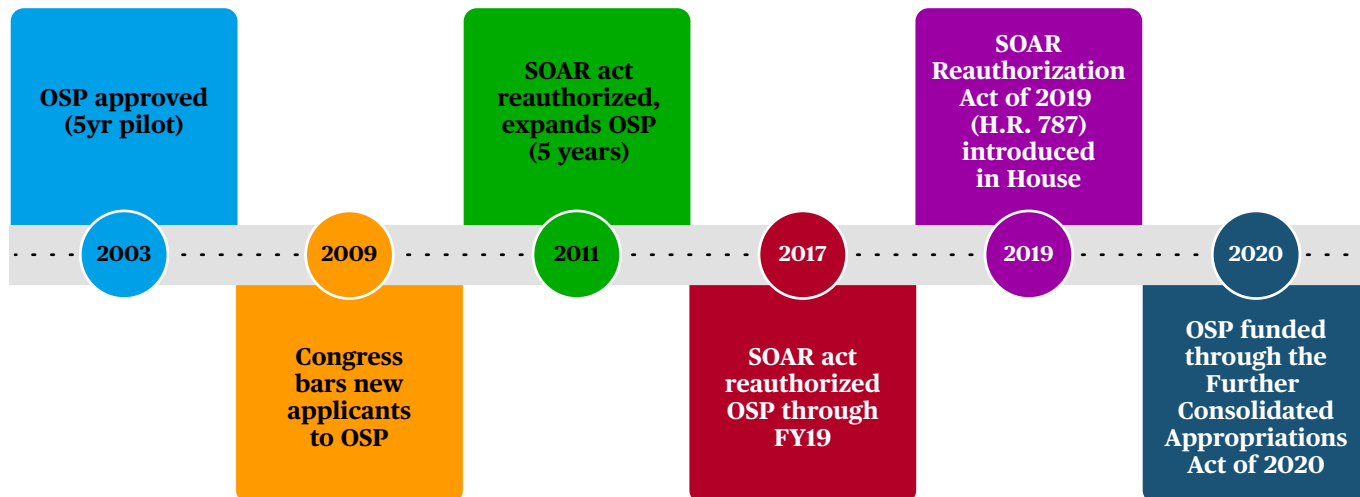 OSP approved
(5yr pilot)
2003
Congress
bars new
applicants
to OSP
2009
SOAR act
reauthorized,
expands OSP
(5 years)
2011
SOAR act
reauthorized
OSP through
FY19
2017
SOAR
Reauthorization
Act of 2019
(H.R. 787)
introduced
in House
2019
OSP funded
through the
Further
Consolidated
Appropriations
Act of 2020
2020